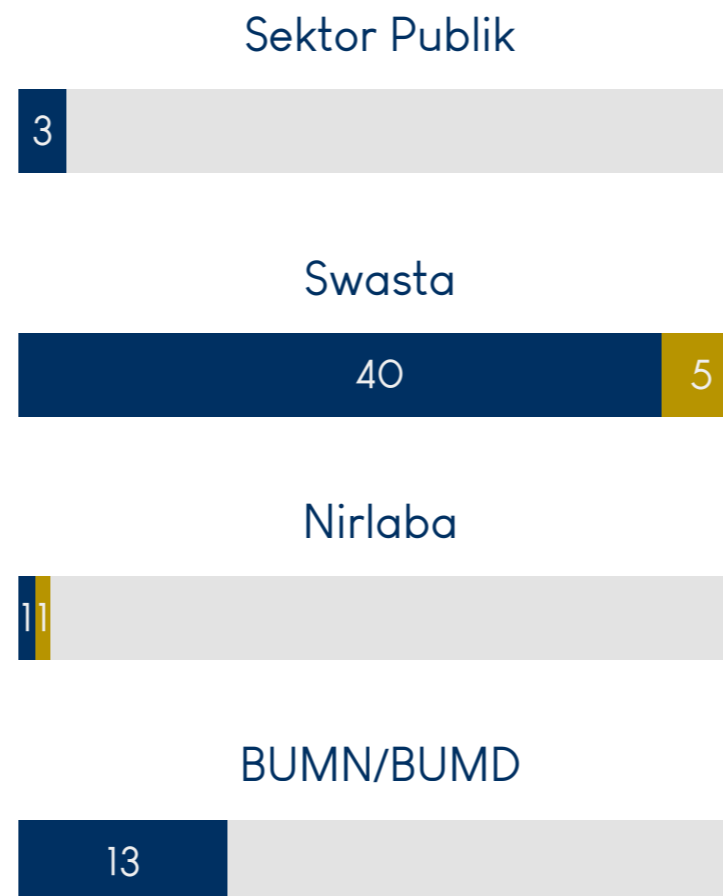 Sektor Publik
3
Swasta
40 5
Nirlaba
1 1
BUMN/BUMD
13